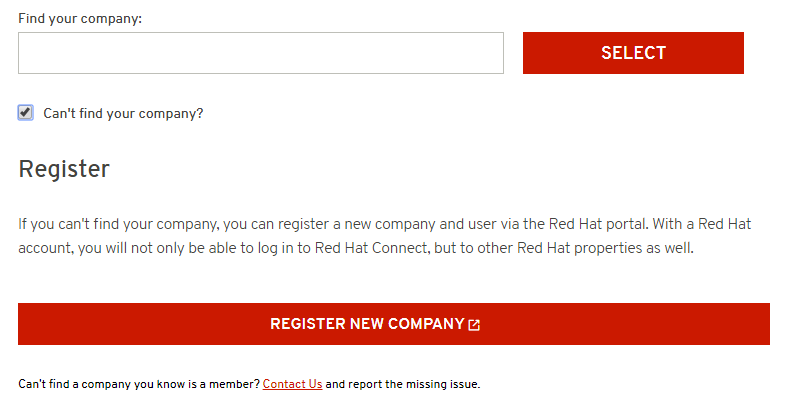 Find your company:
SELECT
Can't find your company?
Register
If you can't find your company, you can register a new company and user via the Red Hat portal. With a Red Hat
account, you will not only be able to log in to Red Hat Connect, but to other Red Hat properties as well.
REGISTER NEW COMPANY
Can't find a company you know is a member? Contact Us and report the missing issue.